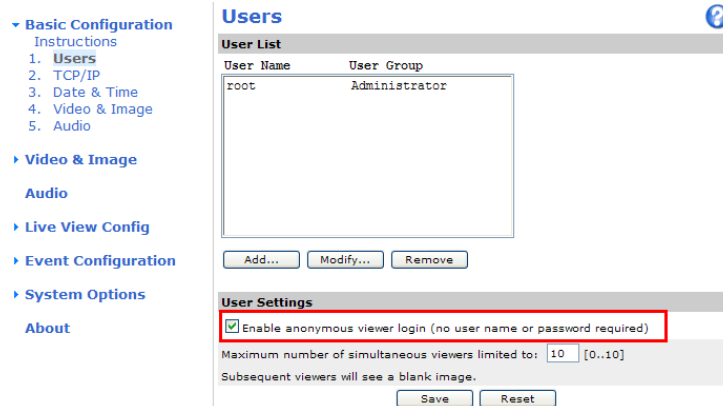 Basic Configuration
Instructions
1. Users
2. TCP/IP
3. Date & Time
4. Video & Image
5. Audio
Video & Image
Audio
Live View Config
Event Configuration
System Options
About
Users
?
User List
User Name User Group
root Administrator
Add... Modify... Remove
User Settings
Enable anonymous viewer login (no user name or password required)
Maximum number of simultaneous viewers limited to: 10 [0..10]
Subsequent viewers will see a blank image.
Save Reset